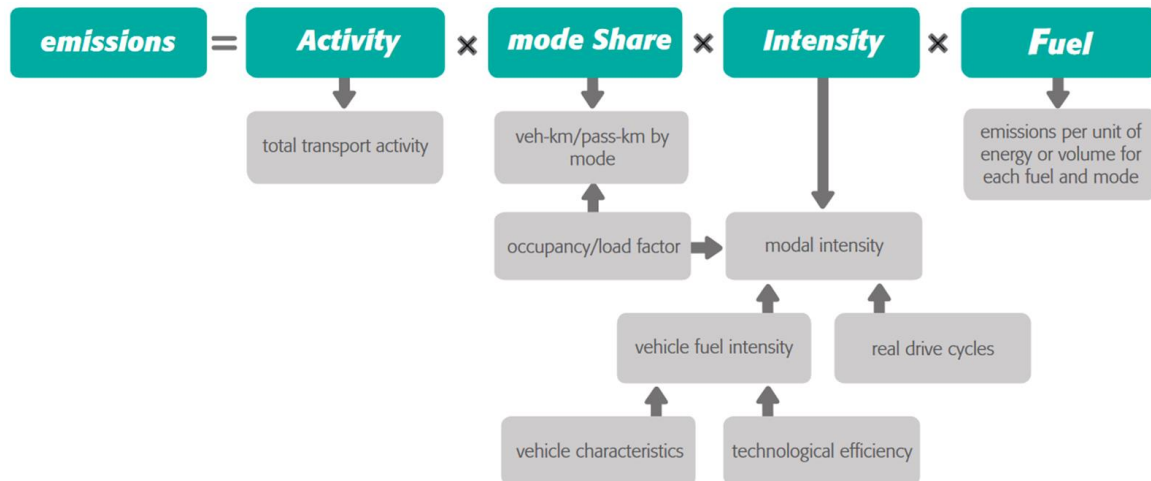 emissions = Activity × mode Share × Intensity × Fuel
total transport activity
veh-km/pass-km by
mode
emissions per unit of
energy or volume for
each fuel and mode
occupancy/load factor
modal intensity
vehicle fuel intensity
real drive cycles
vehicle characteristics
technological efficiency